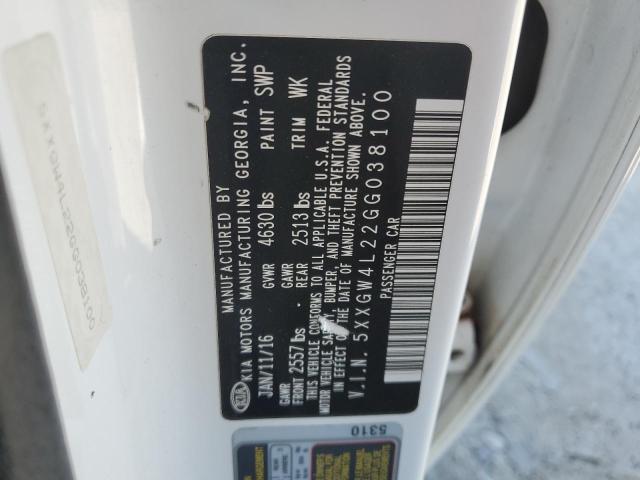 MANUFACTURED BY
KIA MOTORS MANUFACTURING GEORGIA, INC.
JAN/11/16 GVWR 4630 lbs PAINT SWP
GAWR GAWR
FRONT 2557 lbs REAR 2513 lbs TRIM WK
THIS VEHICLE CONFORMS TO ALL APPLICABLE U.S.A. FEDERAL
MOTOR VEHICLE SAFETY, BUMPER, AND THEFT PREVENTION STANDARDS
IN EFFECT ON THE DATE OF MANUFACTURE SHOWN ABOVE.
V.I.N. 5XXGW4L22GG038100
PASSENGER CAR
KIA
5310
5XXGW4L22GG038100